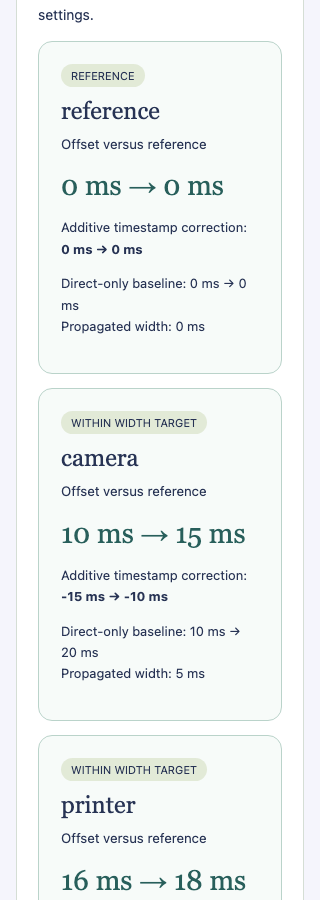 settings.
REFERENCE
reference
Offset versus reference
0 ms → 0 ms
Additive timestamp correction:
0 ms → 0 ms
Direct-only baseline: 0 ms → 0
ms
Propagated width: 0 ms
WITHIN WIDTH TARGET
camera
Offset versus reference
10 ms → 15 ms
Additive timestamp correction:
-15 ms → -10 ms
Direct-only baseline: 10 ms →
20 ms
Propagated width: 5 ms
WITHIN WIDTH TARGET
printer
Offset versus reference
16 ms → 18 ms